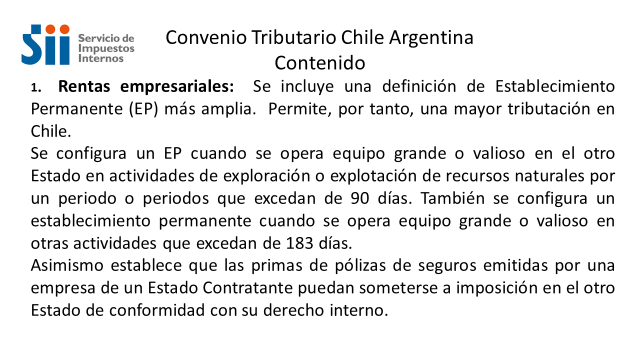 sii Servicio de
Impuestos
Internos
Convenio Tributario Chile Argentina
Contenido
1. Rentas empresariales: Se incluye una definición de Establecimiento
Permanente (EP) más amplia. Permite, por tanto, una mayor tributación en
Chile.
Se configura un EP cuando se opera equipo grande o valioso en el otro
Estado en actividades de exploración o explotación de recursos naturales por
un periodo o periodos que excedan de 90 días. También se configura un
establecimiento permanente cuando se opera equipo grande o valioso en
otras actividades que excedan de 183 días.
Asimismo establece que las primas de pólizas de seguros emitidas por una
empresa de un Estado Contratante puedan someterse a imposición en el otro
Estado de conformidad con su derecho interno.